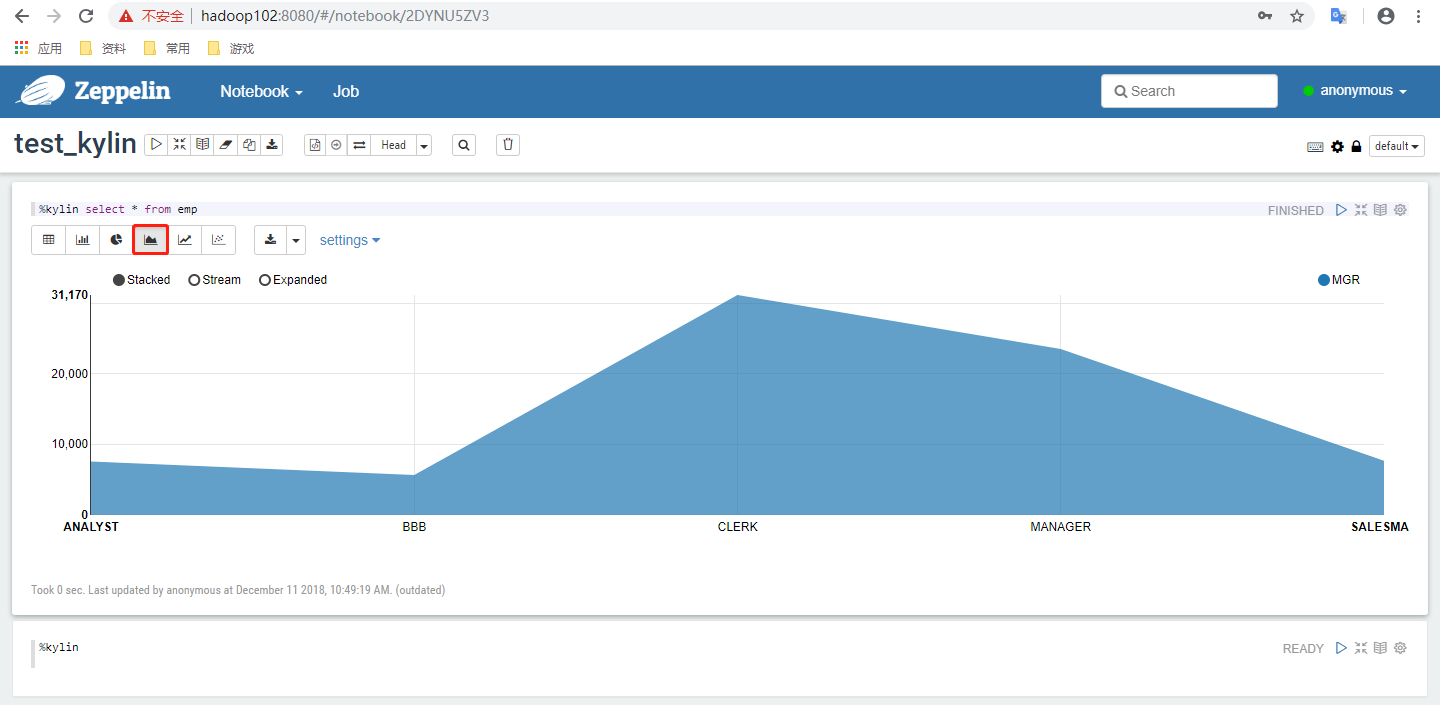 不安全 hadoop102:8080/#/notebook/2DYNU5ZV3
应用 资料 常用 游戏
Zeppelin Notebook Job Search anonymous
test_kylin Head default
%kylin select * from emp FINISHED
settings
Stacked Stream Expanded MGR
31,170
20,000
10,000
0
ANALYST BBB CLERK MANAGER SALESMA
Took 0 sec. Last updated by anonymous at December 11 2018, 10:49:19 AM. (outdated)
%kylin READY